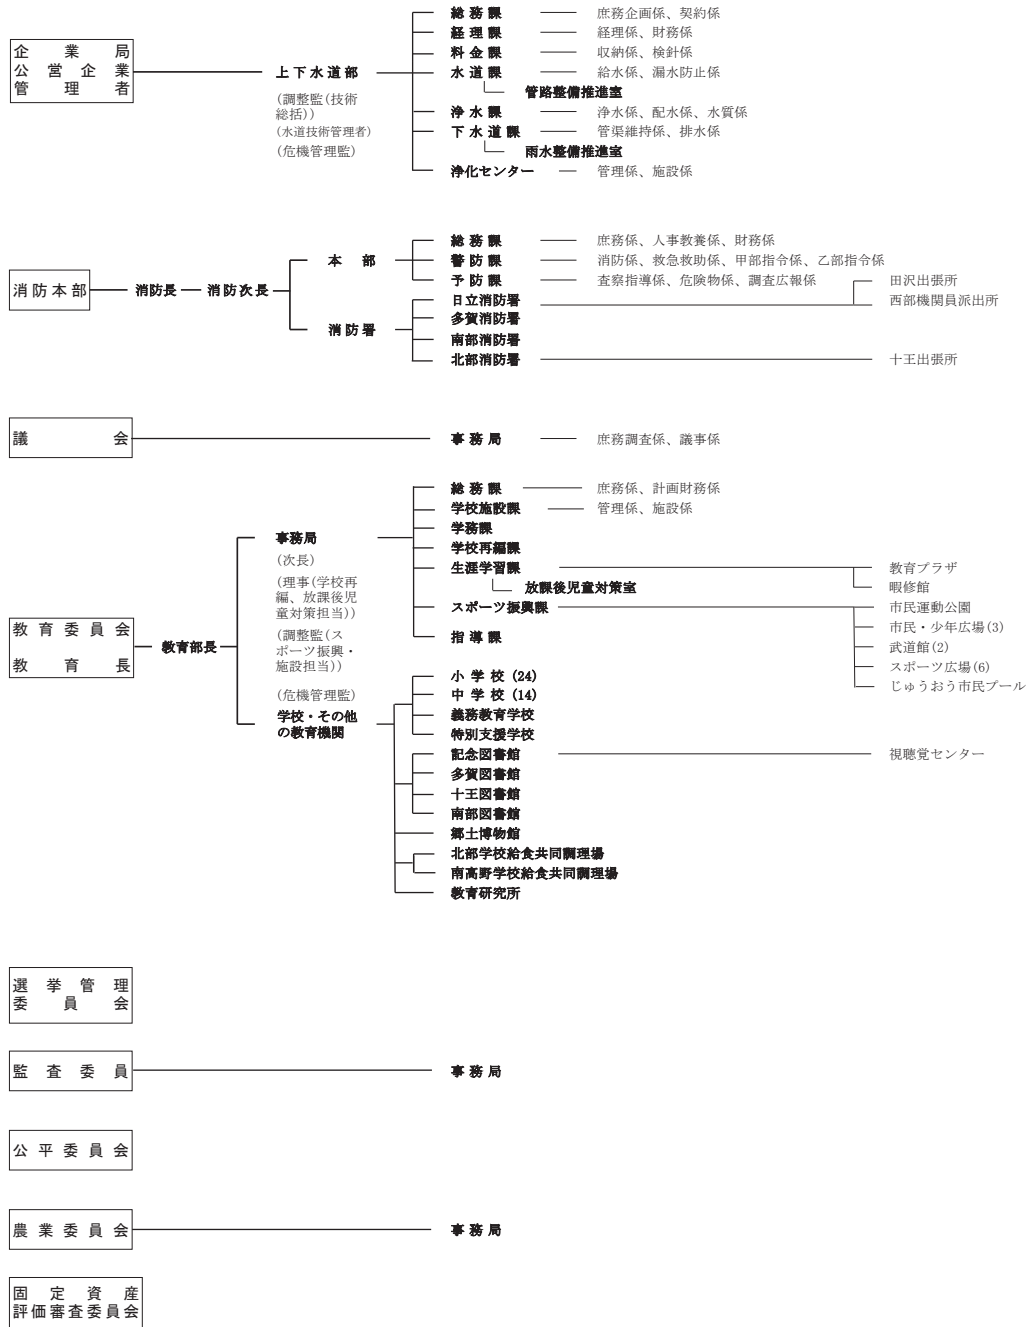 総務課 庶務企画係、契約係
経理課 経理係、財務係
料金課 収納係、検針係
企業局
公営企業
管理者
上下水道部
(調整監(技術
総括))
(水道技術管理者)
(危機管理監)
水道課 給水係、漏水防止係
管路整備推進室
浄水課 浄水係、配水係、水質係
下水道課 管渠維持係、排水係
雨水整備推進室
浄化センター 管理係、施設係
消防本部
消防長
消防次長
本部
総務課 庶務係、人事教養係、財務係
警防課 消防係、救急救助係、甲部指令係、乙部指令係
予防課 査察指導係、危険物係、調査広報係
消防署
日立消防署
田沢出張所
西部機関員派出所
多賀消防署
南部消防署
北部消防署 十王出張所
議会 事務局 庶務調査係、議事係
教育委員会
教育長
教育部長
事務局
(次長)
(理事(学校再
編、放課後児
童対策担当))
(調整監(ス
ポーツ振興・
施設担当))
(危機管理監)
総務課 庶務係、計画財務係
学校施設課 管理係、施設係
学務課
学校再編課
生涯学習課
放課後児童対策室
教育プラザ
暇修館
スポーツ振興課
市民運動公園
市民・少年広場(3)
武道館(2)
スポーツ広場(6)
じゅうおう市民プール
指導課
学校・その他
の教育機関
小学校(24)
中学校(14)
義務教育学校
特別支援学校
記念図書館 視聴覚センター
多賀図書館
十王図書館
南部図書館
郷土博物館
北部学校給食共同調理場
南高野学校給食共同調理場
教育研究所
選挙管理
委員会
監査委員 事務局
公平委員会
農業委員会 事務局
固定資産
評価審査委員会